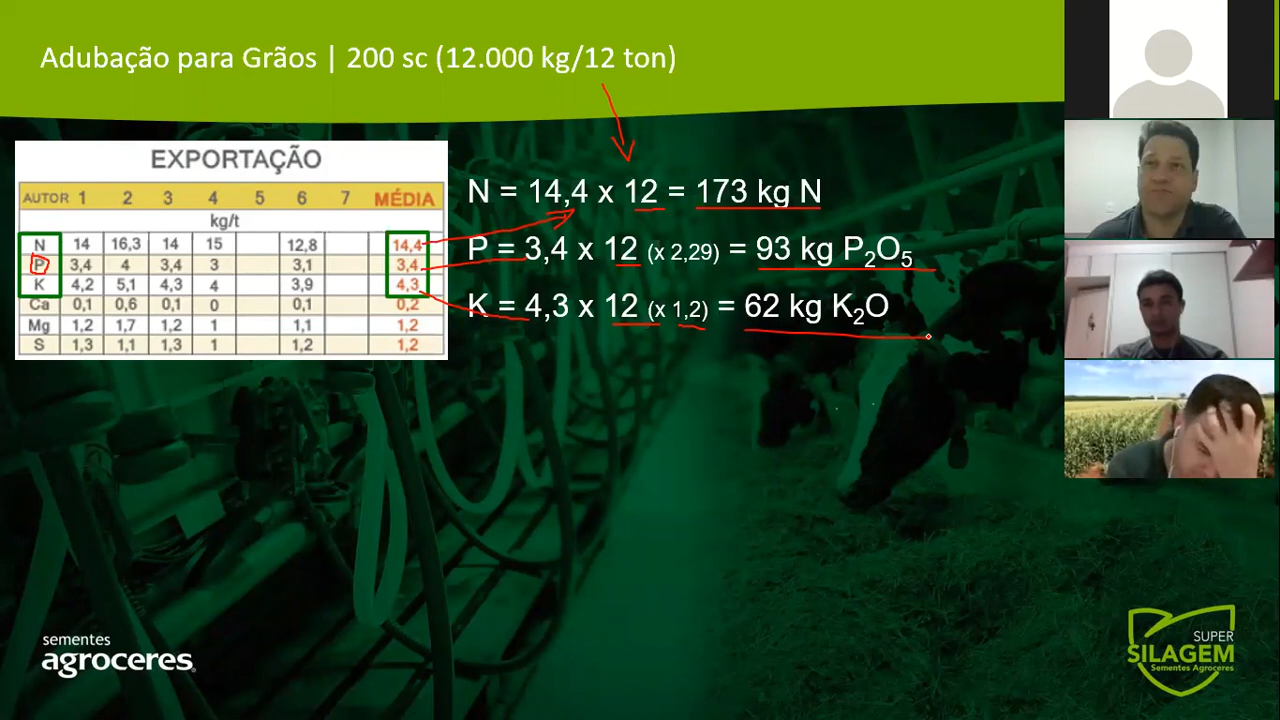 Adubação para Grãos | 200 sc (12.000 kg/12 ton)
EXPORTAÇÃO
AUTOR 1 2 3 4 5 6 7 MÉDIA
kg/t
N 14 16,3 14 15 12,8 14,4
P 3,4 4 3,4 3 3,1 3,4
K 4,2 5,1 4,3 4 3,9 4,3
Ca 0,1 0,6 0,1 0 0,1 0,2
Mg 1,2 1,7 1,2 1 1,1 1,2
S 1,3 1,1 1,3 1 1,2 1,2
N = 14,4 x 12 = 173 kg N
P = 3,4 x 12 (x 2,29) = 93 kg P₂O₅
K = 4,3 x 12 (x 1,2) = 62 kg K₂O
sementes
agroceres.
SUPER
SILAGEM
Sementes Agroceres